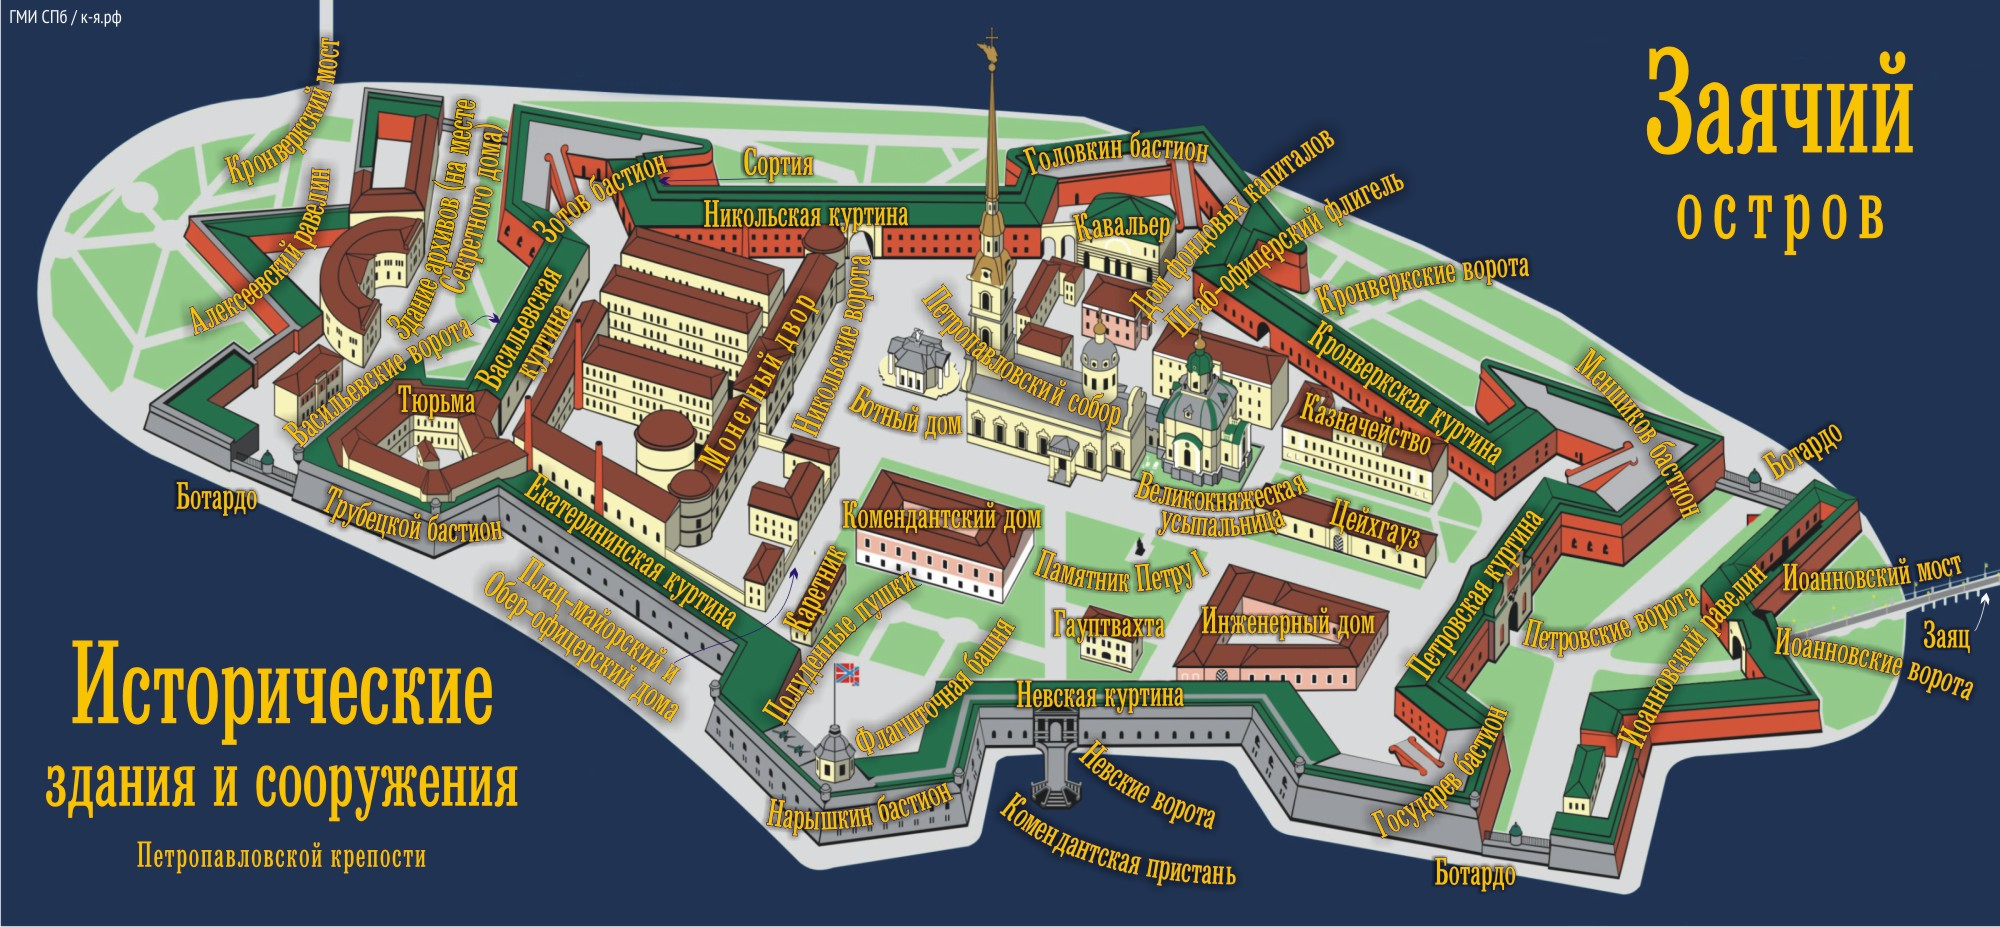 ГМИ СПб / к-я.рф
Заячий
остров
Кронверкский мост
Алексеевский равелин
Здание архивов (на месте
Секретного дома)
Васильевские ворота
Васильевская
куртина
Зотов бастион
Сортия
Никольская куртина
Головкин бастион
Кавальер
Дом фондовых капиталов
Штаб-офицерский флигель
Кронверкские ворота
Кронверкская куртина
Меншиков бастион
Ботардо
Тюрьма
Монетный двор
Никольские ворота
Ботный дом
Петропавловский собор
Казначейство
Великокняжеская
усыпальница
Цейхгауз
Ботардо
Трубецкой бастион
Екатерининская куртина
Комендантский дом
Памятник Петру I
Плац-майорский и
Обер-офицерский дома
Каретник
Полуденные пушки
Флагшточная башня
Гауптвахта
Инженерный дом
Петровская куртина
Петровские ворота
Иоанновский равелин
Иоанновский мост
Иоанновские ворота
Заяц
Невская куртина
Невские ворота
Комендантская пристань
Нарышкин бастион
Государев бастион
Ботардо
Исторические
здания и сооружения
Петропавловской крепости